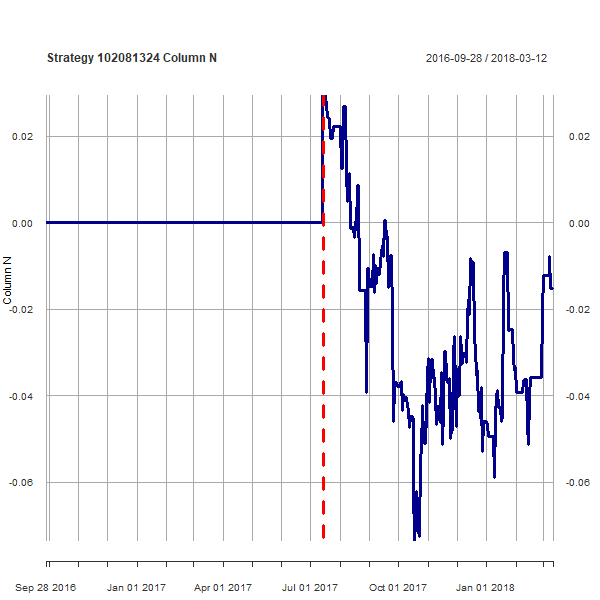 Strategy 102081324 Column N
2016-09-28 / 2018-03-12
0.02 0.02
0.00 0.00
Column N
-0.02 -0.02
-0.04 -0.04
-0.06 -0.06
Sep 28 2016 Jan 01 2017 Apr 01 2017 Jul 01 2017 Oct 01 2017 Jan 01 2018